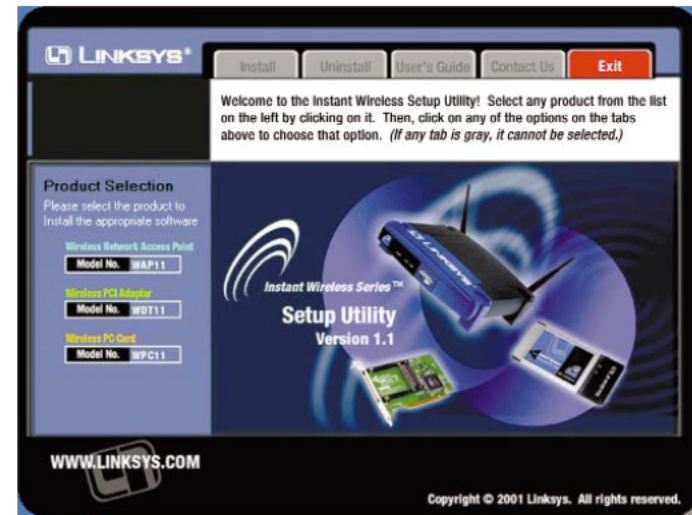 LINKSYS®
Install
Uninstall
User's Guide
Contact Us
Exit
Welcome to the Instant Wireless Setup Utility! Select any product from the list
on the left by clicking on it. Then, click on any of the options on the tabs
above to choose that option. (If any tab is gray, it cannot be selected.)
Product Selection
Please select the product to
Install the appropriate software
Wireless Network Access Point
Model No. WAP11
Wireless PCI Adapter
Model No. WDT11
Wireless PC Card
Model No. WPC11
LINKSYS
Instant Wireless Series™
Setup Utility
Version 1.1
WWW.LINKSYS.COM
Copyright © 2001 Linksys. All rights reserved.